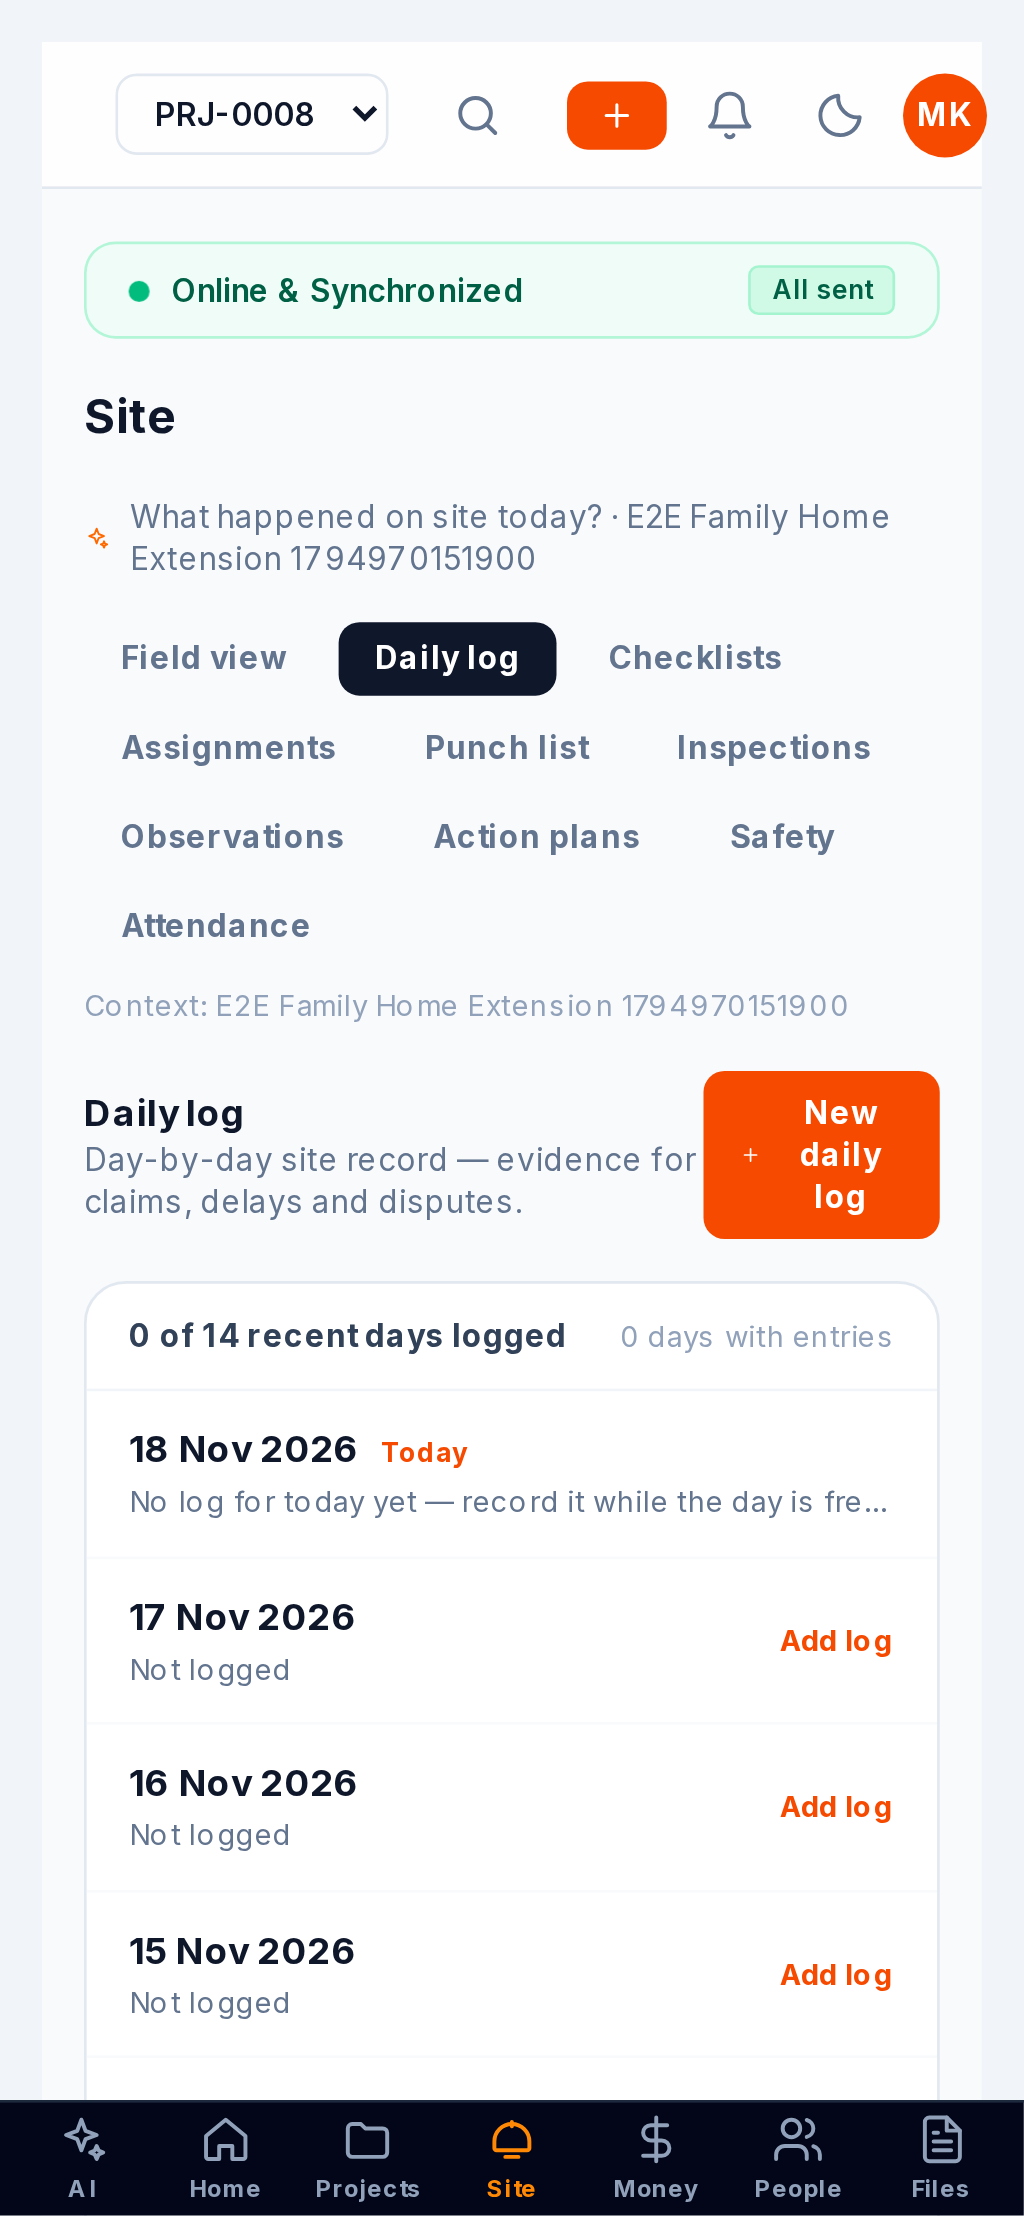 PRJ-0008
MK
Online & Synchronized
All sent
Site
What happened on site today? · E2E Family Home
Extension 1794970151900
Field view
Daily log
Checklists
Assignments
Punch list
Inspections
Observations
Action plans
Safety
Attendance
Context: E2E Family Home Extension 1794970151900
Daily log
Day-by-day site record — evidence for
claims, delays and disputes.
+ New
daily
log
0 of 14 recent days logged
0 days with entries
18 Nov 2026 Today
No log for today yet — record it while the day is fre...
17 Nov 2026
Not logged
Add log
16 Nov 2026
Not logged
Add log
15 Nov 2026
Not logged
Add log
AI
Home
Projects
Site
Money
People
Files